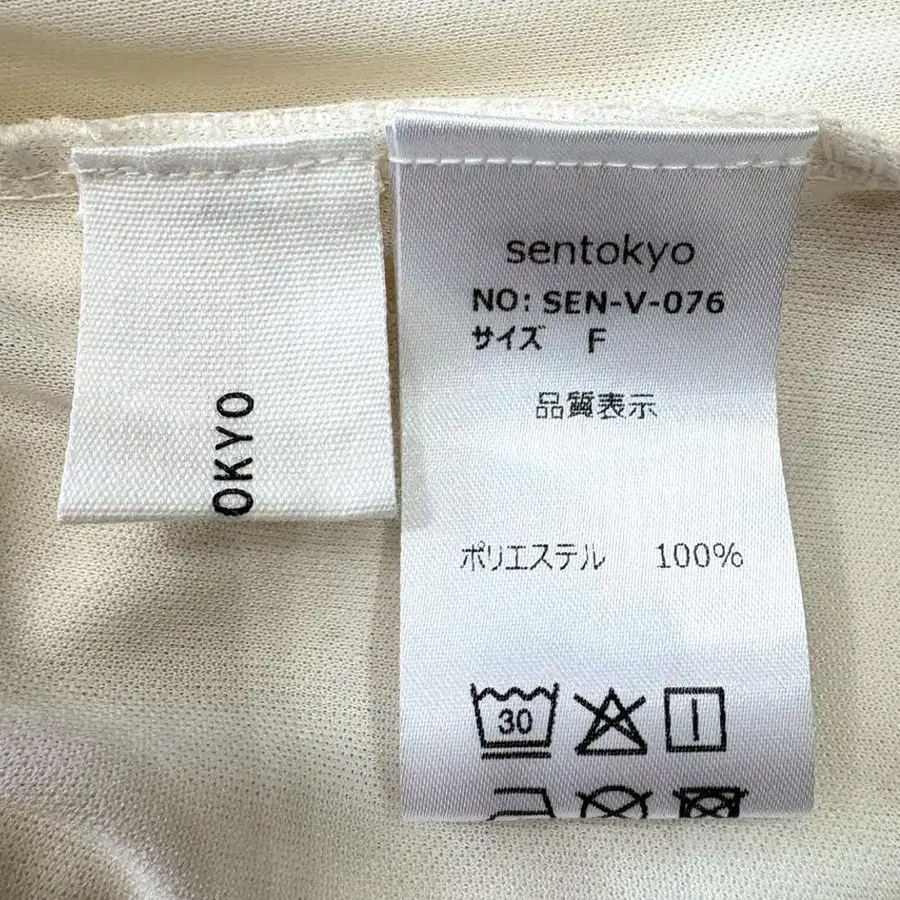 OKYO
sentokyo
NO: SEN-V-076
サイズ F
品質表示
ポリエステル 100%
30